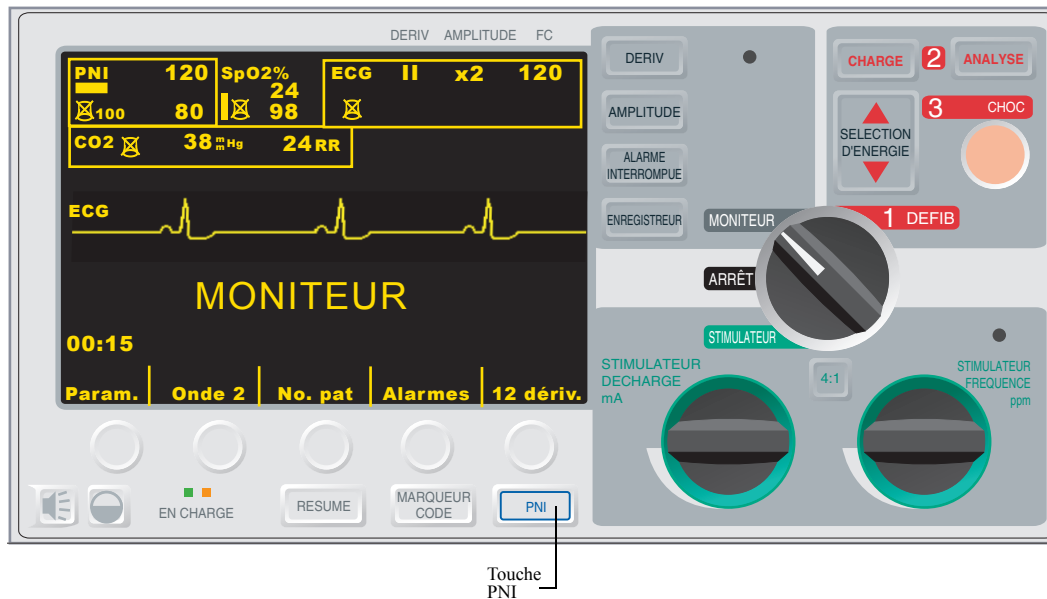 DERIV AMPLITUDE FC
PNI 120
100 80
SpO2%
24
98
ECG II x2 120
CO2 38 mmHg 24 RR
ECG
MONITEUR
00:15
Param. Onde 2 No. pat Alarmes 12 dériv.
EN CHARGE
RESUME
MARQUEUR
CODE
PNI
Touche
PNI
DERIV
AMPLITUDE
ALARME
INTERROMPUE
ENREGISTREUR
CHARGE 2 ANALYSE
SELECTION
D'ENERGIE
3 CHOC
MONITEUR
1 DEFIB
ARRÊT
STIMULATEUR
STIMULATEUR
DECHARGE
mA
4:1
STIMULATEUR
FREQUENCE
ppm